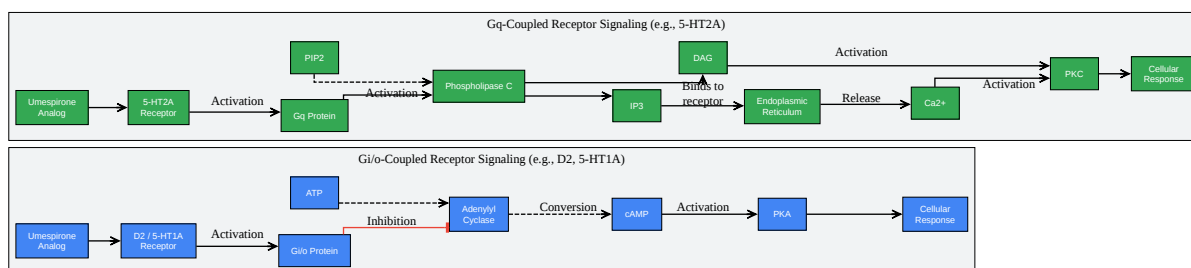 Gq-Coupled Receptor Signaling (e.g., 5-HT2A)
PIP2
DAG
Activation
Phospholipase C
PKC
Cellular
Response
Umespirone
Analog
5-HT2A
Receptor
Activation
Gq Protein
Activation
Binds to
receptor
IP3
Endoplasmic
Reticulum
Release
Ca2+
Activation
Gi/o-Coupled Receptor Signaling (e.g., D2, 5-HT1A)
ATP
Umespirone
Analog
D2 / 5-HT1A
Receptor
Activation
Gi/o Protein
Inhibition
Adenylyl
Cyclase
Conversion
cAMP
Activation
PKA
Cellular
Response